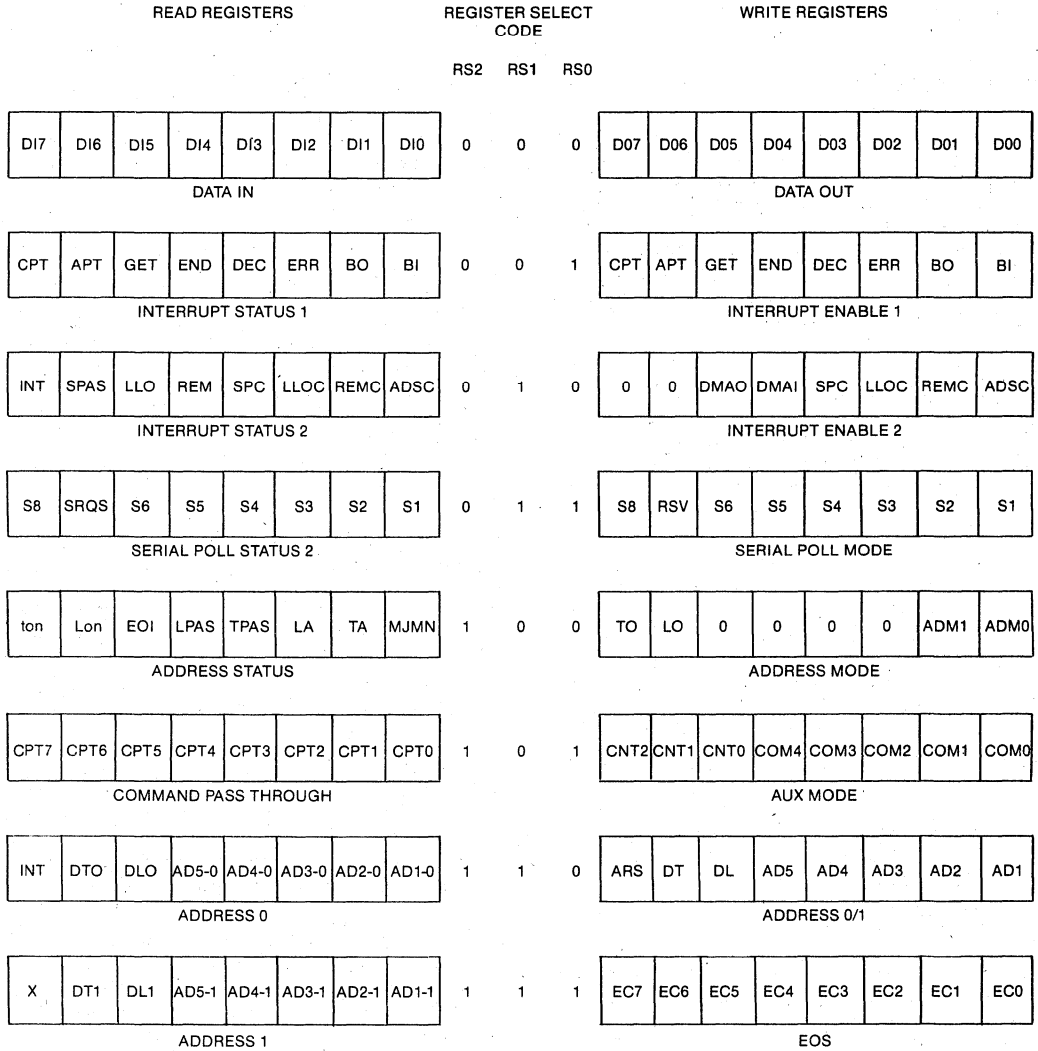 READ REGISTERS REGISTER SELECT CODE WRITE REGISTERS
RS2 RS1 RS0
DI7 DI6 DI5 DI4 DI3 DI2 DI1 DI0 0 0 0 D07 D06 D05 D04 D03 D02 D01 D00
DATA IN DATA OUT
CPT APT GET END DEC ERR BO BI 0 0 1 CPT APT GET END DEC ERR BO BI
INTERRUPT STATUS 1 INTERRUPT ENABLE 1
INT SPAS LLO REM SPC LLOC REMC ADSC 0 1 0 0 0 DMAO DMAI SPC LLOC REMC ADSC
INTERRUPT STATUS 2 INTERRUPT ENABLE 2
S8 SRQS S6 S5 S4 S3 S2 S1 0 1 1 S8 RSV S6 S5 S4 S3 S2 S1
SERIAL POLL STATUS 2 SERIAL POLL MODE
ton Lon EOI LPAS TPAS LA TA MJMN 1 0 0 TO LO 0 0 0 0 ADM1 ADM0
ADDRESS STATUS ADDRESS MODE
CPT7 CPT6 CPT5 CPT4 CPT3 CPT2 CPT1 CPT0 1 0 1 CNT2 CNT1 CNT0 COM4 COM3 COM2 COM1 COM0
COMMAND PASS THROUGH AUX MODE
INT DTO DLO AD5-0 AD4-0 AD3-0 AD2-0 AD1-0 1 1 0 ARS DT DL AD5 AD4 AD3 AD2 AD1
ADDRESS 0 ADDRESS 0/1
X DT1 DL1 AD5-1 AD4-1 AD3-1 AD2-1 AD1-1 1 1 1 EC7 EC6 EC5 EC4 EC3 EC2 EC1 EC0
ADDRESS 1 EOS